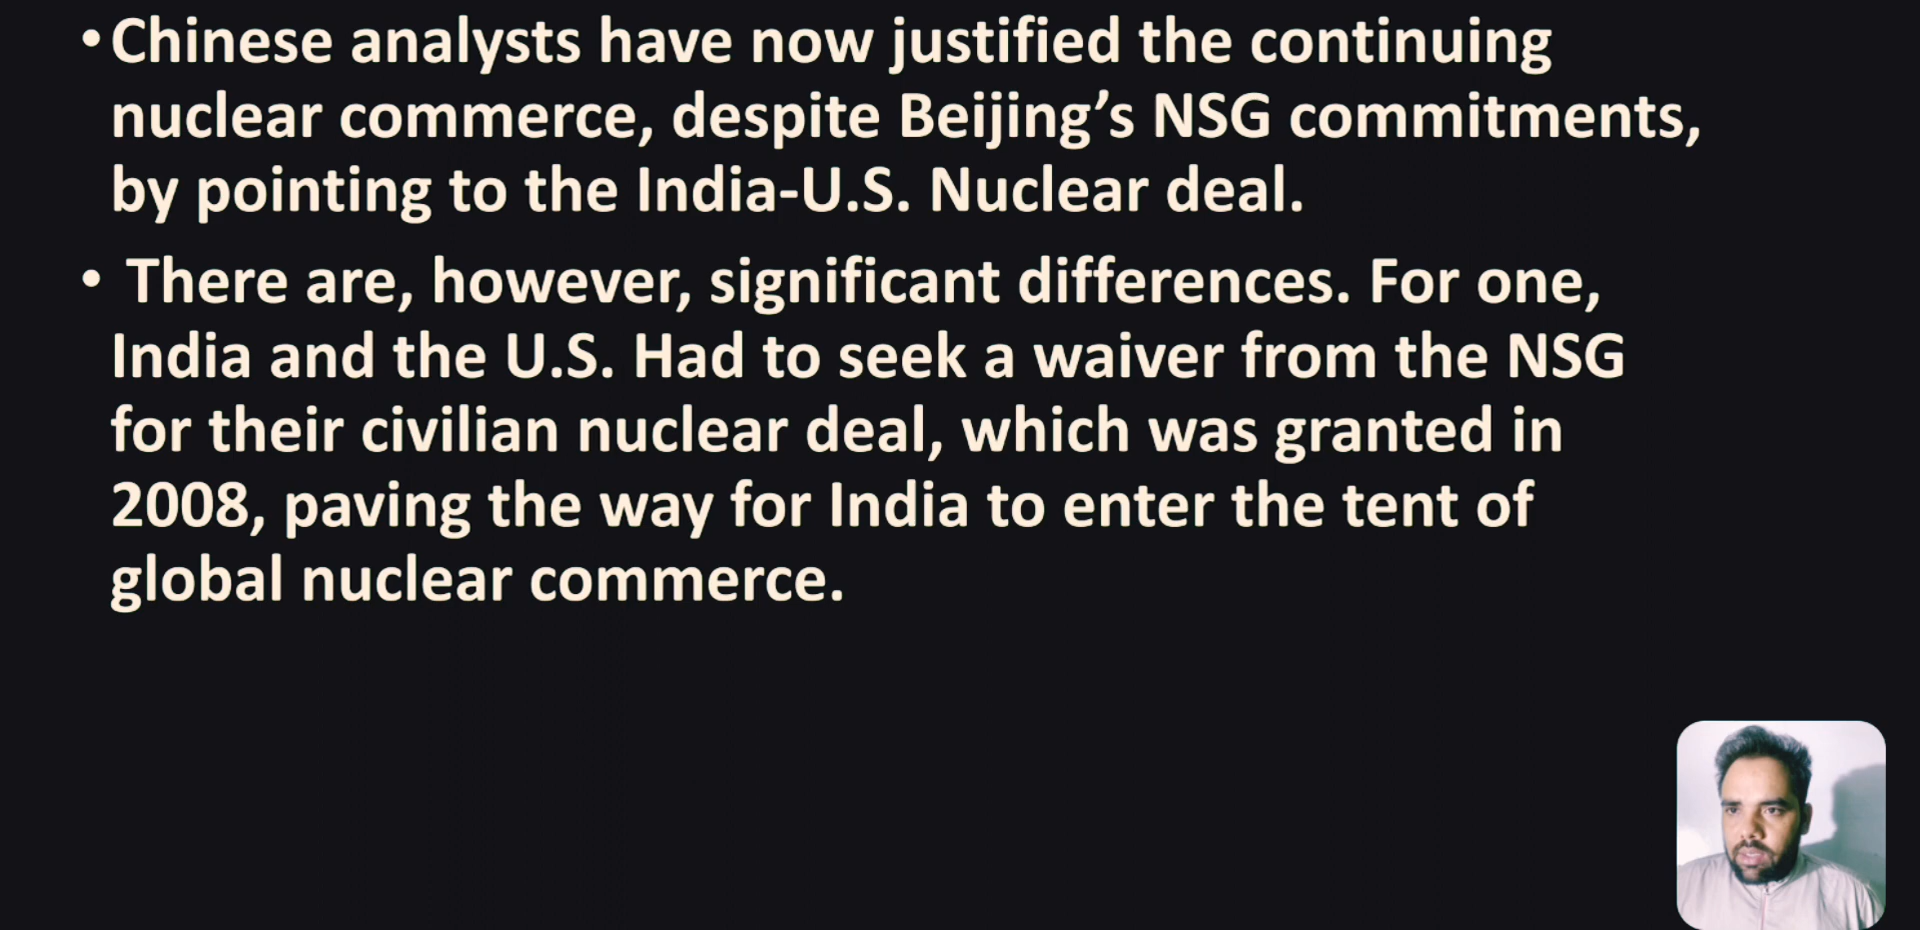 • Chinese analysts have now justified the continuing
nuclear commerce, despite Beijing’s NSG commitments,
by pointing to the India-U.S. Nuclear deal.
• There are, however, significant differences. For one,
India and the U.S. Had to seek a waiver from the NSG
for their civilian nuclear deal, which was granted in
2008, paving the way for India to enter the tent of
global nuclear commerce.